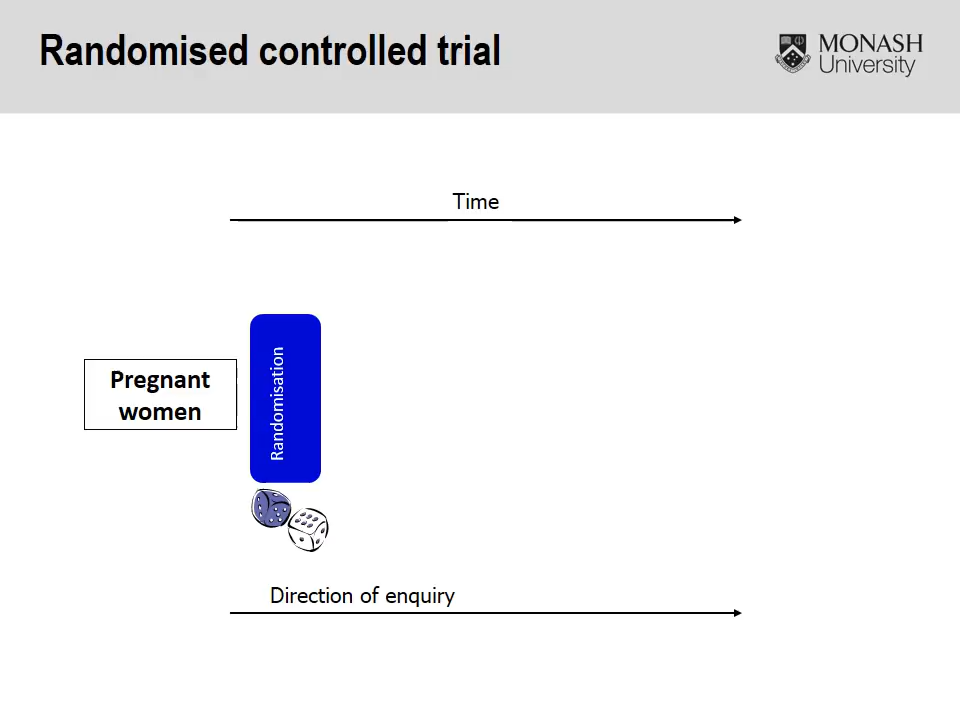 Randomised controlled trial
MONASH
University
Time
Randomisation
Pregnant
women
Direction of enquiry